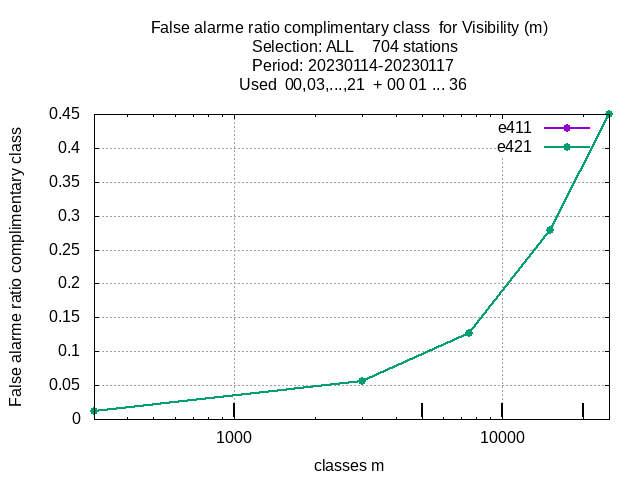 False alarme ratio complimentary class  for Visibility (m)
Selection: ALL    704 stations
Period: 20230114-20230117
Used  00,03,...,21  + 00 01 ... 36
False alarme ratio complimentary class
0.45
0.4
0.35
0.3
0.25
0.2
0.15
0.1
0.05
0
e411
e421
1000
10000
classes m